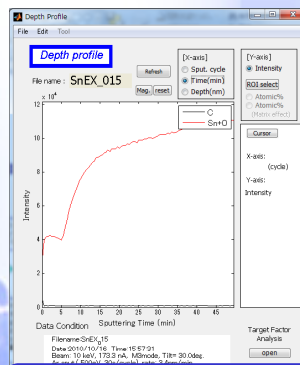 Depth Profile
File Edit Tool
Depth profile
File name : SnEX_015
Refresh
Mag. reset
[X-axis]
Sput. cycle
Time(min)
Depth(nm)
[Y-axis]
Intensity
ROI select
Atomic%
Atomic%
(Matrix effect)
Cursor
X-axis:
(cycle)
Y-axis:
Intensity
x 10⁴
C
Sn+O
12
10
8
6
4
2
0
Intensity
0 5 10 15 20 25 30 35 40 45
Sputtering Time (min)
Data Condition
Filename:SnEX_015
Date:2010/10/16 Time:15:57:31
Beam: 10 keV, 173.3 nA, M3mode, Tilt= 30.0deg.
Target Factor
Analysis
open